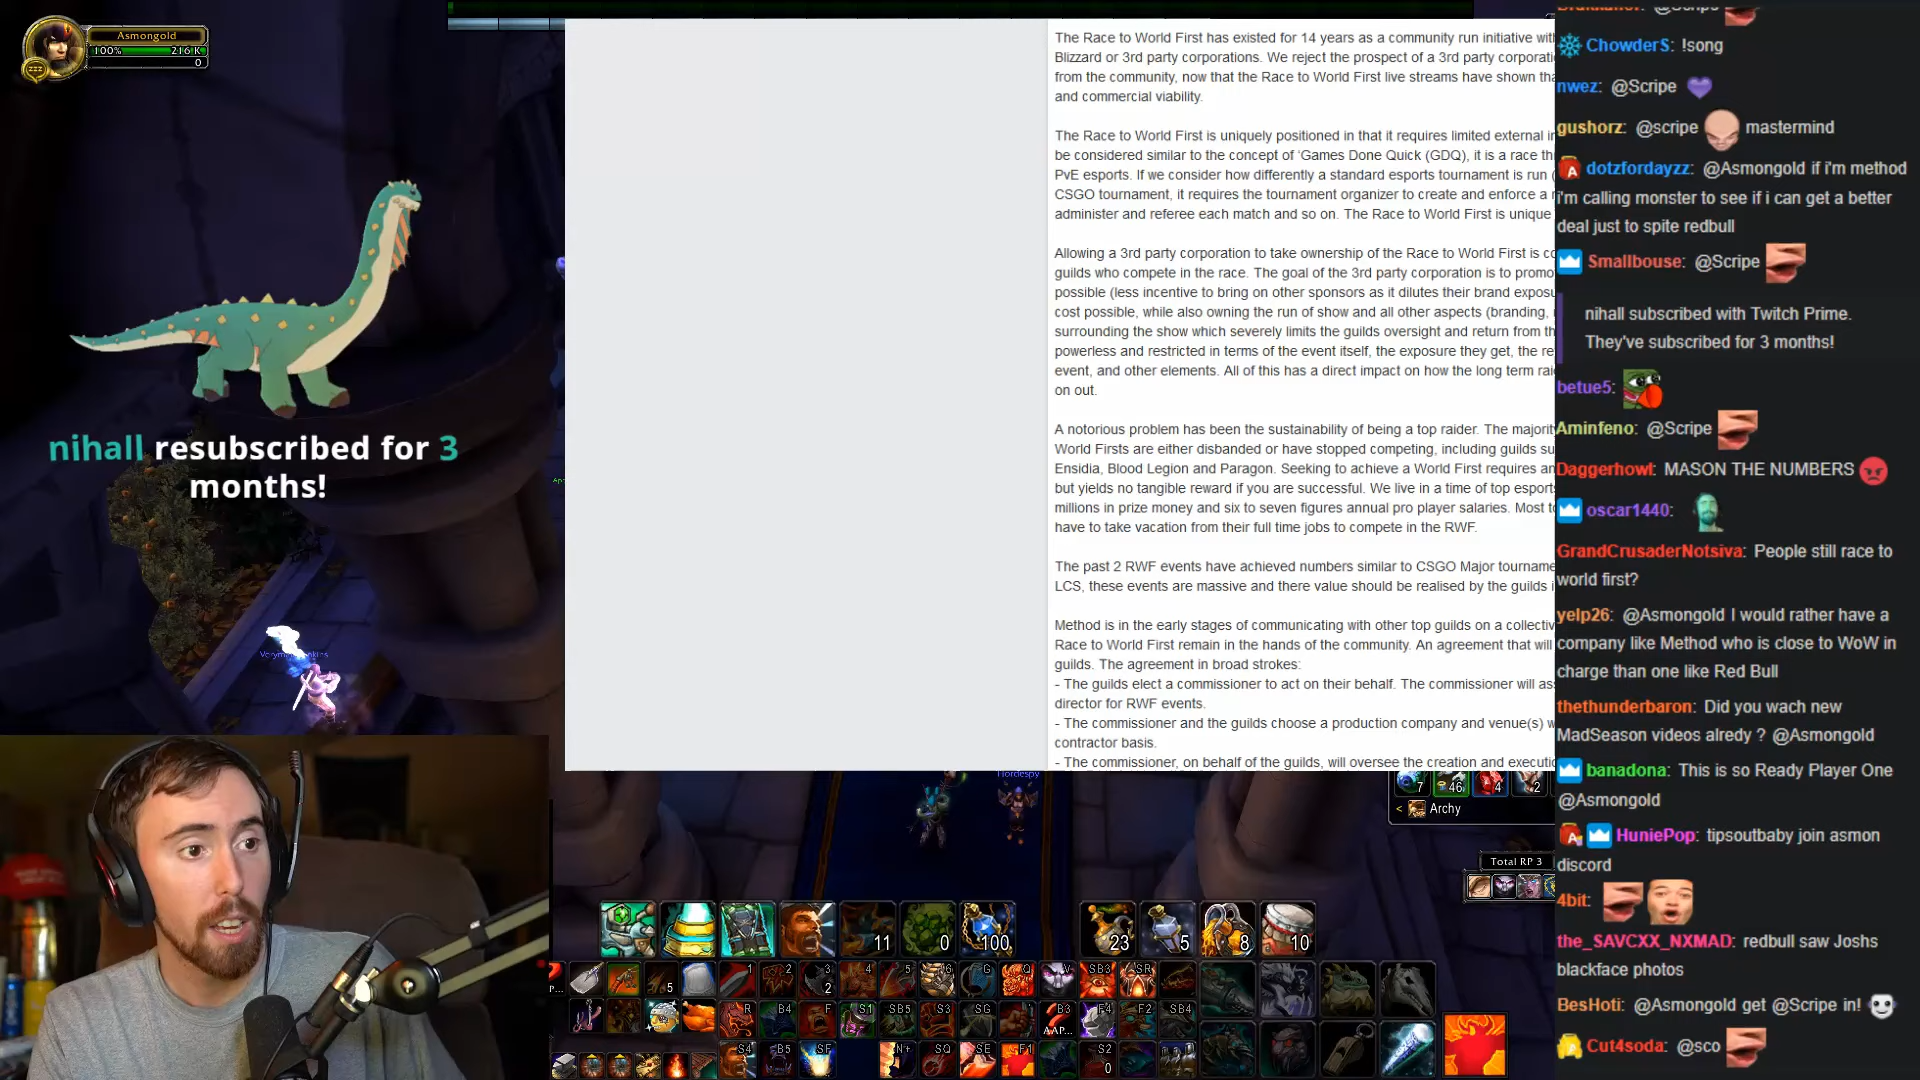 Asmongold
100%
216 K
0
nihall resubscribed for 3
months!
The Race to World First has existed for 14 years as a community run initiative
Blizzard or 3rd party corporations. We reject the prospect of a 3rd party
from the community, now that the Race to World First live streams have shown
and commercial viability.
The Race to World First is uniquely positioned in that it requires limited external
be considered similar to the concept of 'Games Done Quick (GDQ), it is a race
PvE esports. If we consider how differently a standard esports tournament is run
CSGO tournament, it requires the tournament organizer to create and enforce a
administer and referee each match and so on. The Race to World First is unique
Allowing a 3rd party corporation to take ownership of the Race to World First is
guilds who compete in the race. The goal of the 3rd party corporation is to
possible (less incentive to bring on other sponsors as it dilutes their brand
cost possible, while also owning the run of show and all other aspects (branding,
surrounding the show which severely limits the guilds oversight and return from
powerless and restricted in terms of the event itself, the exposure they get, the
event, and other elements. All of this has a direct impact on how the long term
on out.
A notorious problem has been the sustainability of being a top raider. The
World Firsts are either disbanded or have stopped competing, including guilds
Ensidia, Blood Legion and Paragon. Seeking to achieve a World First requires
but yields no tangible reward if you are successful. We live in a time of top
millions in prize money and six to seven figures annual pro player salaries. Most
have to take vacation from their full time jobs to compete in the RWF.
The past 2 RWF events have achieved numbers similar to CSGO Major
LCS, these events are massive and there value should be realised by the guilds
Method is in the early stages of communicating with other top guilds on a
Race to World First remain in the hands of the community. An agreement that will
guilds. The agreement in broad strokes:
- The guilds elect a commissioner to act on their behalf. The commissioner will
director for RWF events.
- The commissioner and the guilds choose a production company and venue(s)
contractor basis.
- The commissioner, on behalf of the guilds, will oversee the creation and
Hordespy
7
46
4
2
< Archy
Total RP 3
11
0
100
23
5
8
10
@Scripe
ChowderS: !song
nwez: @Scripe
gushorz: @scripe mastermind
dotzfordayzz: @Asmongold if i'm method
i'm calling monster to see if i can get a better
deal just to spite redbull
Smallbouse: @Scripe
nihall subscribed with Twitch Prime.
They've subscribed for 3 months!
betue5:
Aminfeno: @Scripe
Daggerhowl: MASON THE NUMBERS
oscar1440:
GrandCrusaderNotsiva: People still race to
world first?
yelp26: @Asmongold I would rather have a
company like Method who is close to WoW in
charge than one like Red Bull
thethunderbaron: Did you wach new
MadSeason videos alredy ? @Asmongold
banadona: This is so Ready Player One
@Asmongold
HuniePop: tipsoutbaby join asmon
discord
4bit:
the_SAVCXX_NXMAD: redbull saw Joshs
blackface photos
BesHoti: @Asmongold get @Scripe in!
Cut4soda: @sco